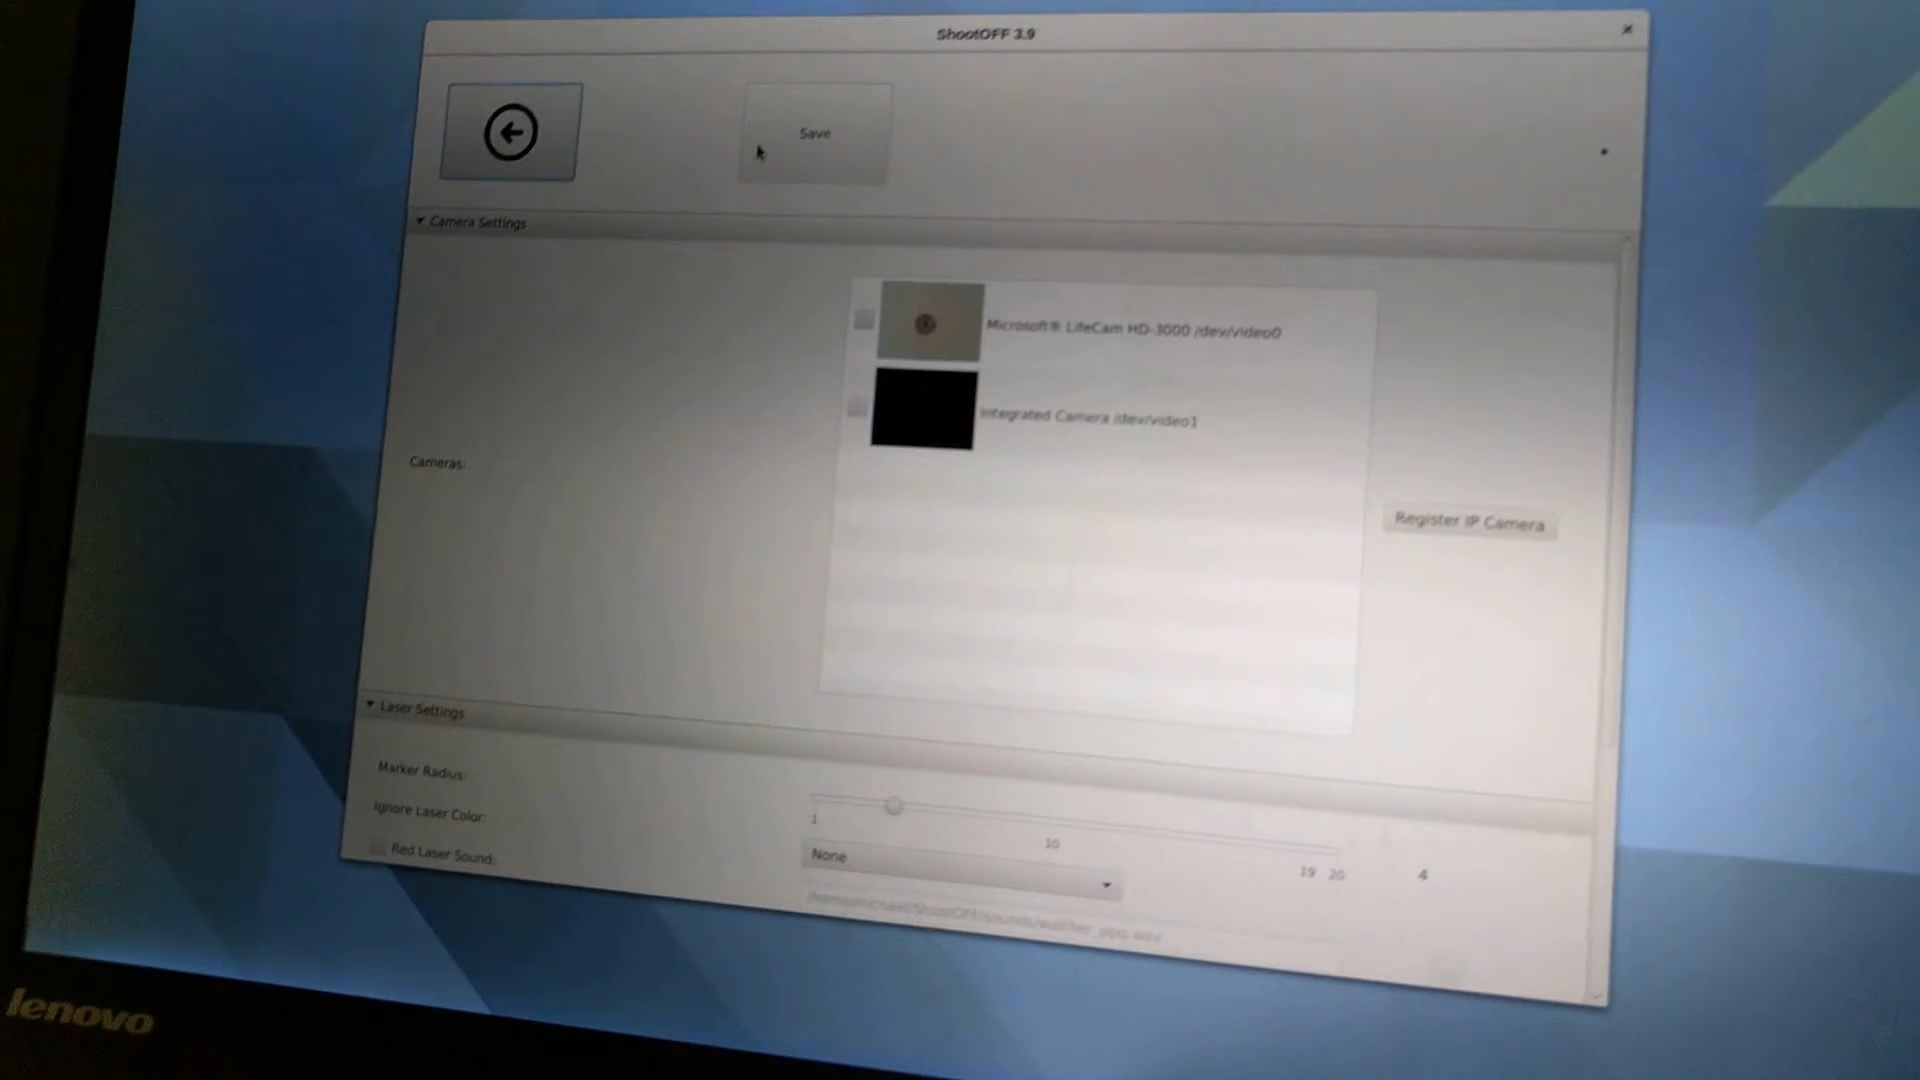 ShootOFF 3.9
Save
Camera Settings
Microsoft® LifeCam HD-3000 /dev/video0
Integrated Camera /dev/video1
Cameras:
Register IP Camera
Laser Settings
Marker Radius:
1
10
19 20
4
Ignore Laser Color:
None
Red Laser Sound:
lenovo